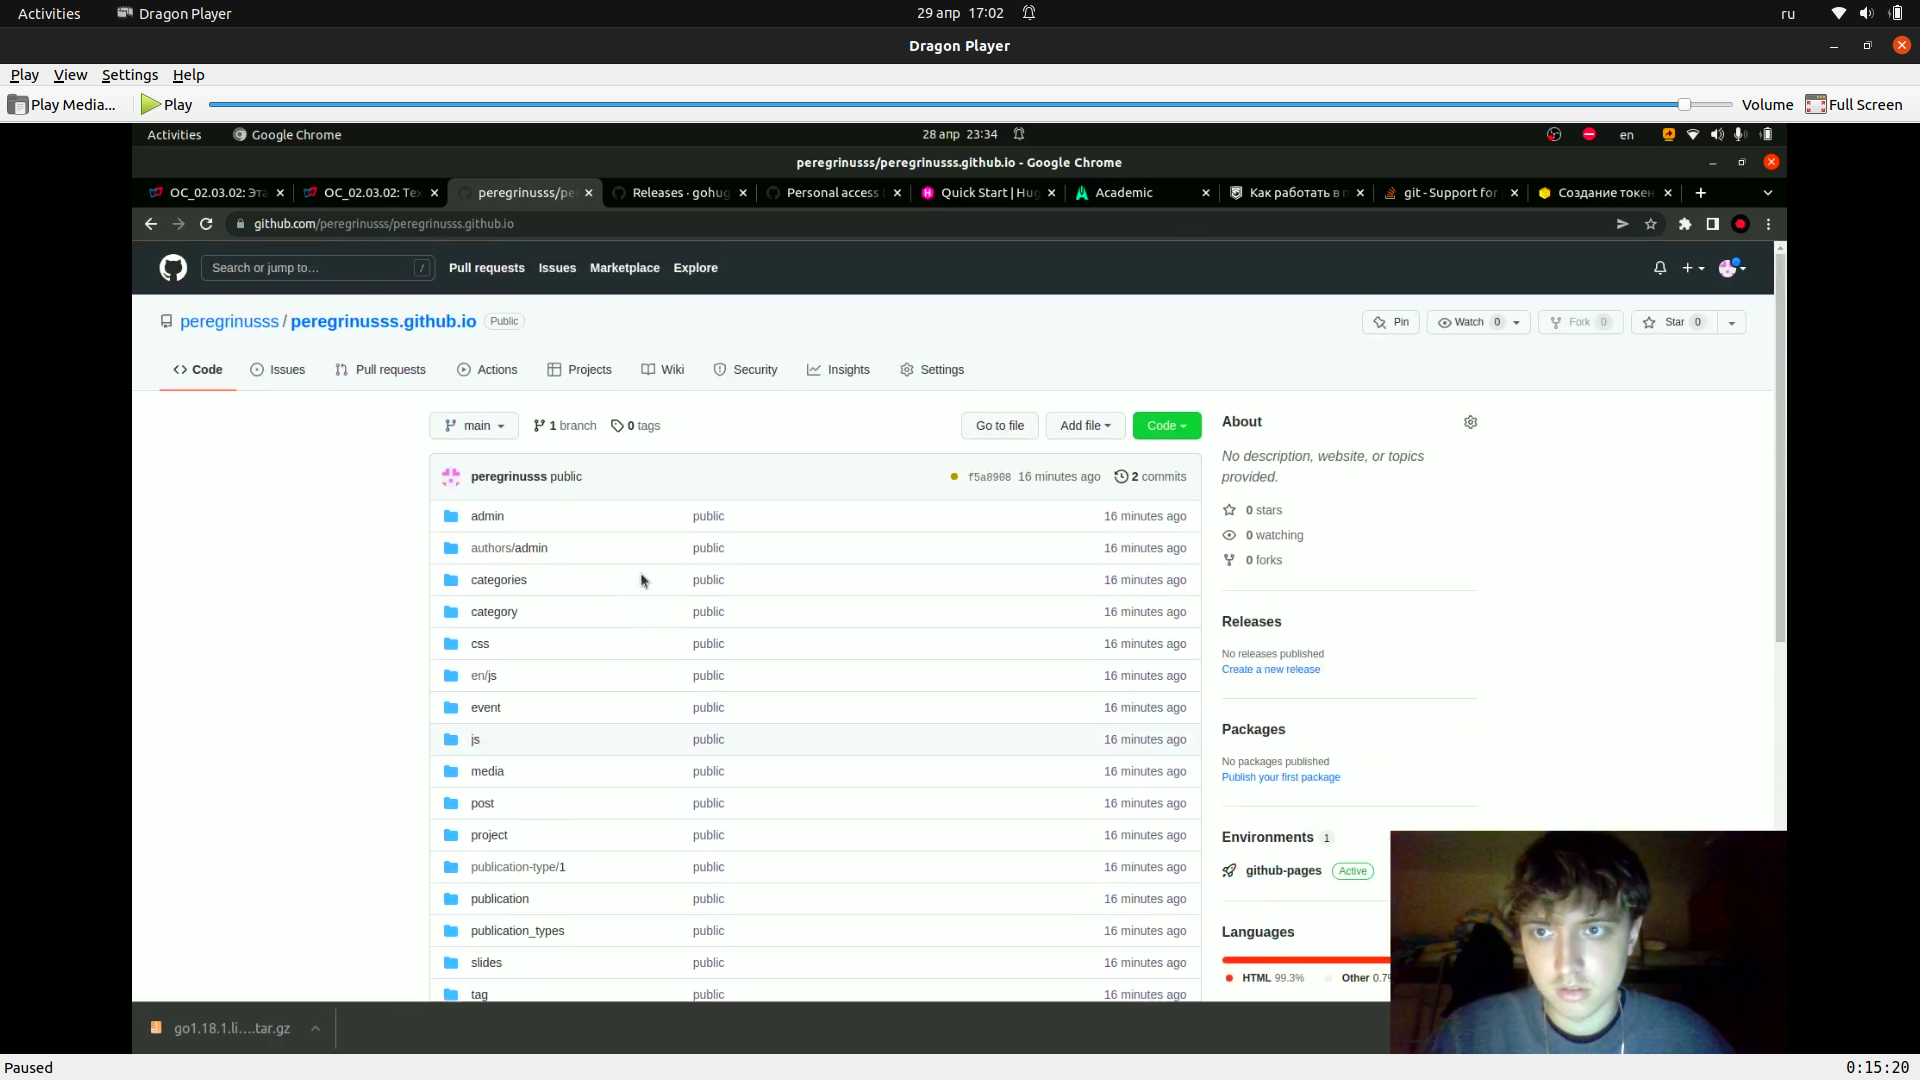 Activities Dragon Player 29 апр 17:02 ru
Dragon Player
Play View Settings Help
Play Media... Play Volume Full Screen
Activities Google Chrome 28 апр 23:34 en
peregrinusss/peregrinusss.github.io - Google Chrome
ОС_02.03.02: Эта ОС_02.03.02: Тех peregrinusss/pe Releases · gohug Personal access Quick Start | Hug Academic Как работать в git - Support for Создание токен
github.com/peregrinusss/peregrinusss.github.io
Search or jump to... / Pull requests Issues Marketplace Explore
peregrinusss / peregrinusss.github.io Public Pin Watch 0 Fork 0 Star 0
Code Issues Pull requests Actions Projects Wiki Security Insights Settings
main 1 branch 0 tags Go to file Add file Code About
No description, website, or topics
provided.
peregrinusss public f5a8908 16 minutes ago 2 commits
admin public 16 minutes ago 0 stars
0 watching
authors/admin public 16 minutes ago
0 forks
categories public 16 minutes ago
category public 16 minutes ago
Releases
css public 16 minutes ago
No releases published
Create a new release
en/js public 16 minutes ago
event public 16 minutes ago
Packages
js public 16 minutes ago
No packages published
Publish your first package
media public 16 minutes ago
post public 16 minutes ago
project public 16 minutes ago
Environments 1
publication-type/1 public 16 minutes ago
github-pages Active
publication public 16 minutes ago
publication_types public 16 minutes ago
Languages
slides public 16 minutes ago
HTML 99.3% Other 0.7%
tag public 16 minutes ago
go1.18.1.li....tar.gz
Paused 0:15:20